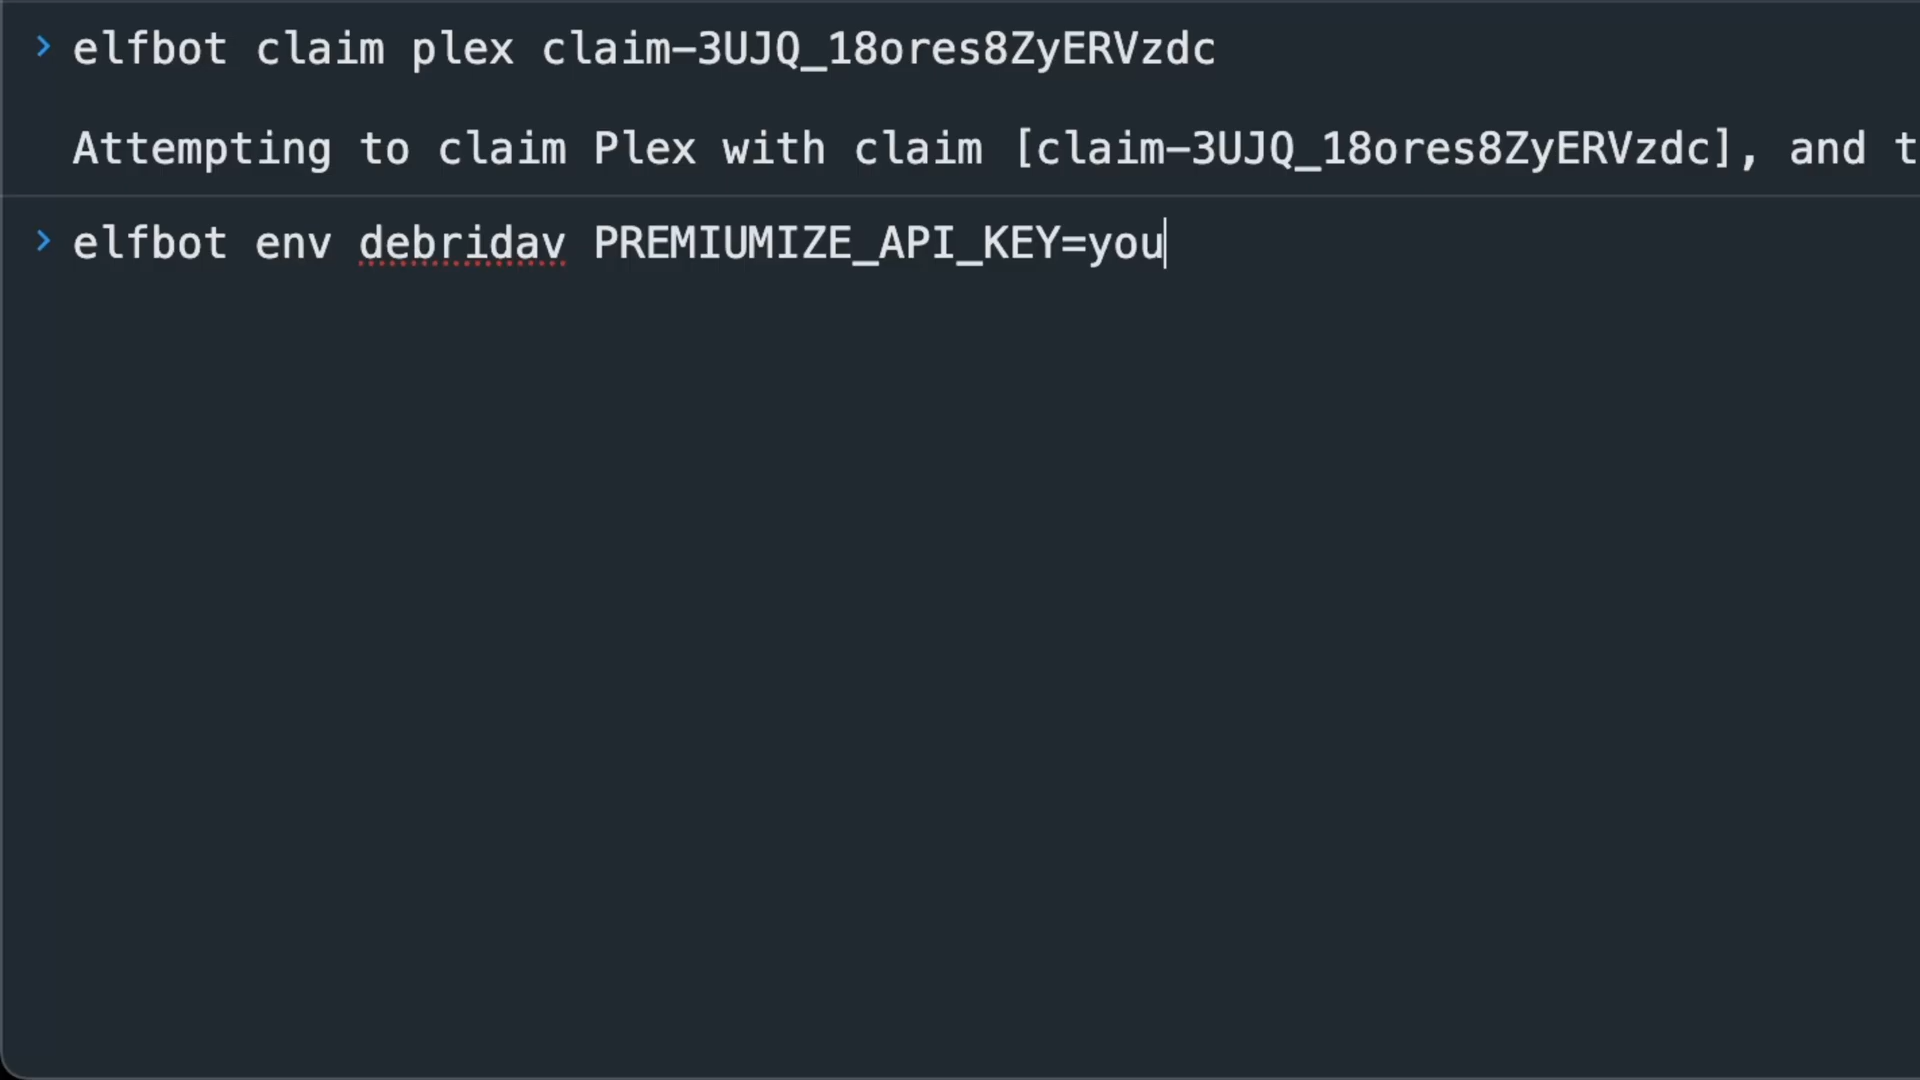 > elfbot claim plex claim-3UJQ_18ores8ZyERVzdc
Attempting to claim Plex with claim [claim-3UJQ_18ores8ZyERVzdc], and t
> elfbot env debridav PREMIUMIZE_API_KEY=you